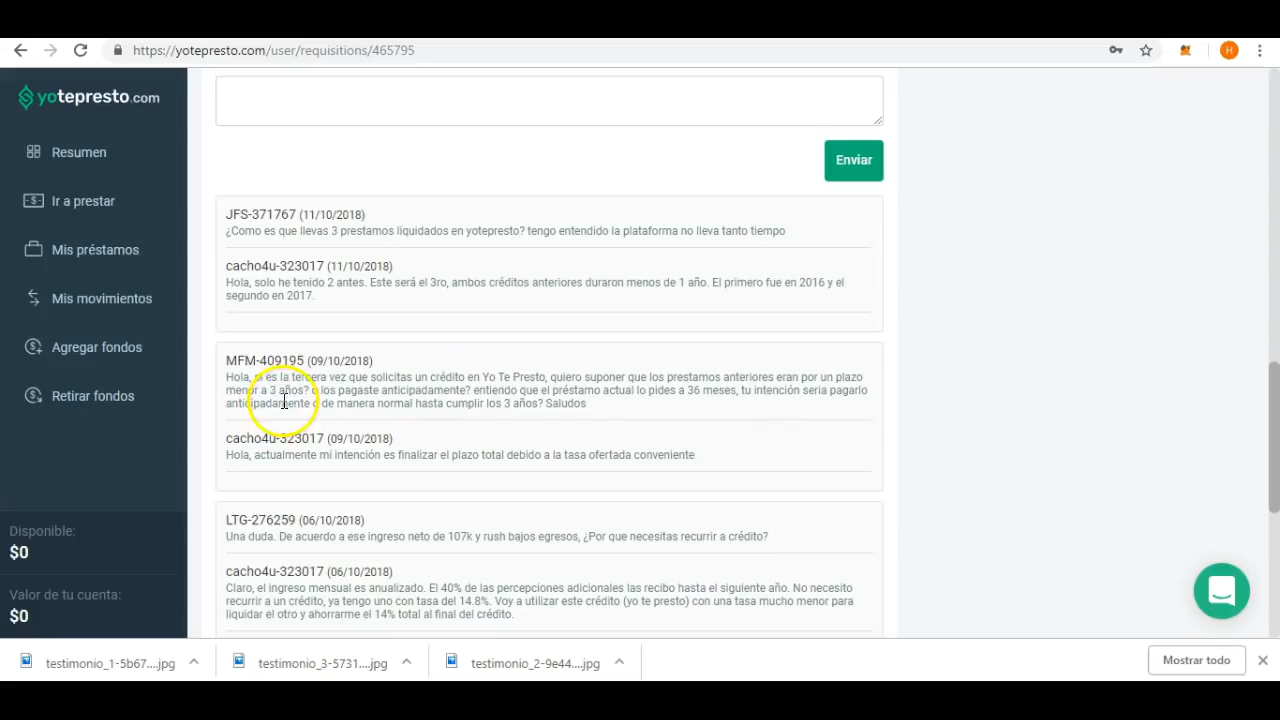 https://yotepresto.com/user/requisitions/465795
H
yotepresto.com
Resumen
Ir a prestar
Mis préstamos
Mis movimientos
Agregar fondos
Retirar fondos
Disponible:
$0
Valor de tu cuenta:
$0
Enviar
JFS-371767 (11/10/2018)
¿Como es que llevas 3 prestamos liquidados en yotepresto? tengo entendido la plataforma no lleva tanto tiempo
cacho4u-323017 (11/10/2018)
Hola, solo he tenido 2 antes. Este será el 3ro, ambos créditos anteriores duraron menos de 1 año. El primero fue en 2016 y el
segundo en 2017.
MFM-409195 (09/10/2018)
Hola, si es la tercera vez que solicitas un crédito en Yo Te Presto, quiero suponer que los prestamos anteriores eran por un plazo
menor a 3 años? o los pagaste anticipadamente? entiendo que el préstamo actual lo pides a 36 meses, tu intención seria pagarlo
anticipadamente o de manera normal hasta cumplir los 3 años? Saludos
cacho4u-323017 (09/10/2018)
Hola, actualmente mi intención es finalizar el plazo total debido a la tasa ofertada conveniente
LTG-276259 (06/10/2018)
Una duda. De acuerdo a ese ingreso neto de 107k y rush bajos egresos, ¿Por que necesitas recurrir a crédito?
cacho4u-323017 (06/10/2018)
Claro, el ingreso mensual es anualizado. El 40% de las percepciones adicionales las recibo hasta el siguiente año. No necesito
recurrir a un crédito, ya tengo uno con tasa del 14.8%. Voy a utilizar este crédito (yo te presto) con una tasa mucho menor para
liquidar el otro y ahorrarme el 14% total al final del crédito.
testimonio_1-5b67....jpg
testimonio_3-5731....jpg
testimonio_2-9e44....jpg
Mostrar todo